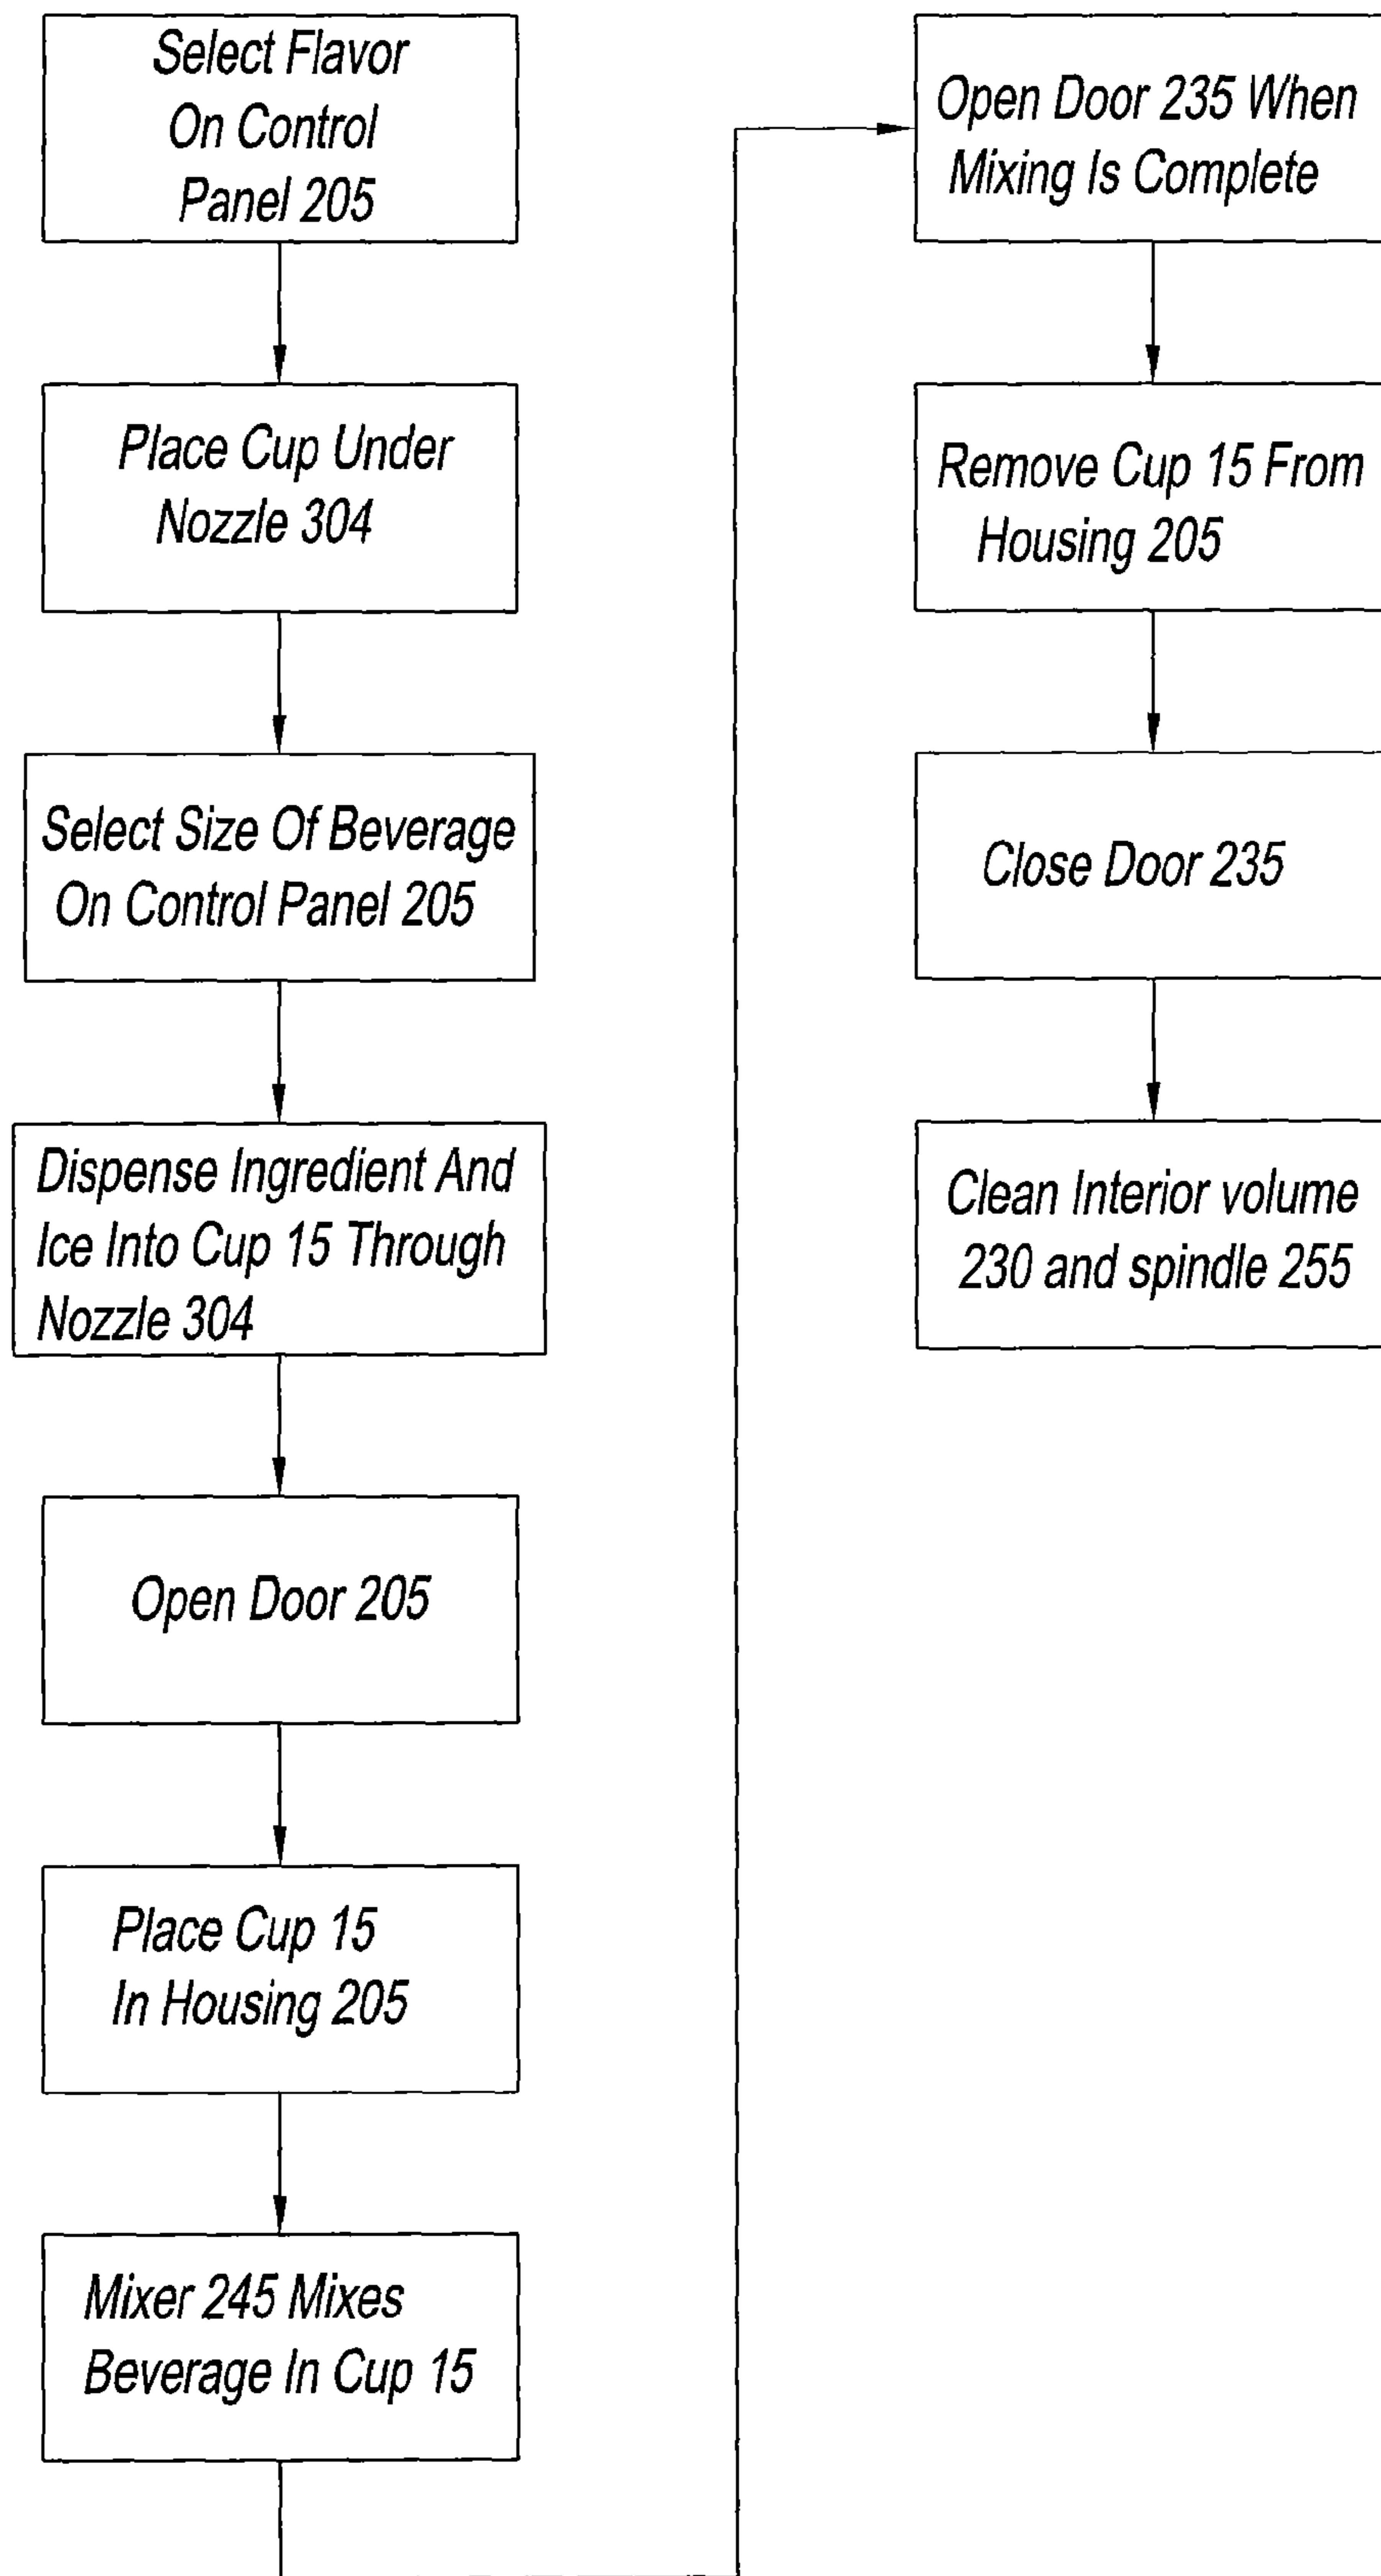 Select Flavor
On Control
Panel 205
Place Cup Under
Nozzle 304
Select Size Of Beverage
On Control Panel 205
Dispense Ingredient And
Ice Into Cup 15 Through
Nozzle 304
Open Door 205
Place Cup 15
In Housing 205
Mixer 245 Mixes
Beverage In Cup 15
Open Door 235 When
Mixing Is Complete
Remove Cup 15 From
Housing 205
Close Door 235
Clean Interior volume
230 and spindle 255